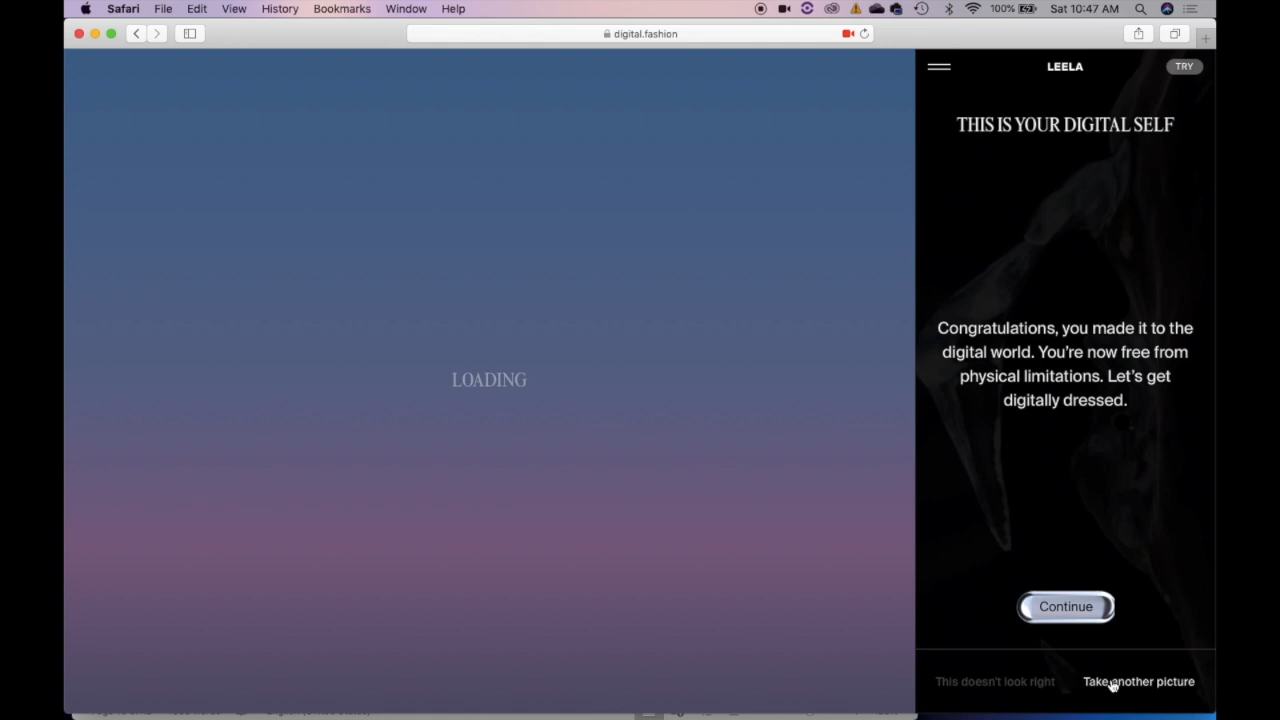 Safari File Edit View History Bookmarks Window Help 100% Sat 10:47 AM
digital.fashion
LEELA
TRY
THIS IS YOUR DIGITAL SELF
LOADING
Congratulations, you made it to the
digital world. You're now free from
physical limitations. Let's get
digitally dressed.
Continue
This doesn't look right
Take another picture